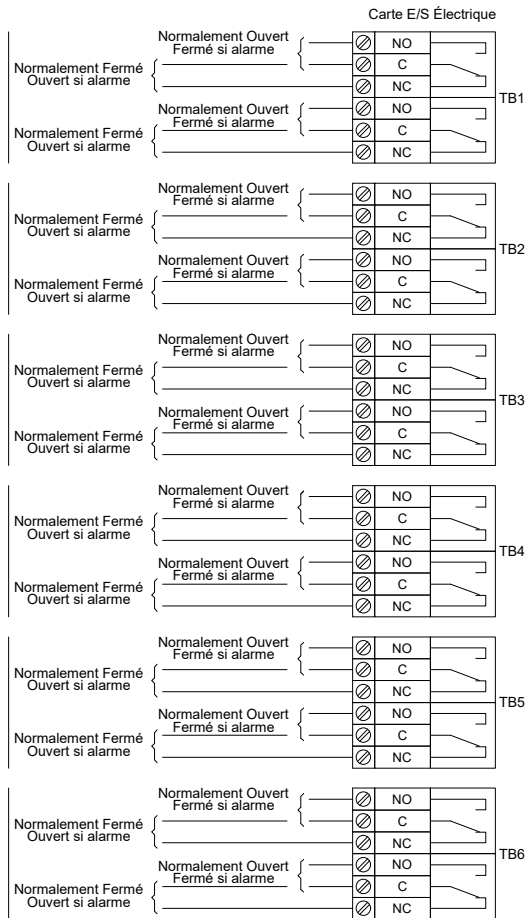 Carte E/S Électrique
Normalement Ouvert
Fermé si alarme
NO
Normalement Fermé
Ouvert si alarme
C
NC
TB1
Normalement Ouvert
Fermé si alarme
NO
Normalement Fermé
Ouvert si alarme
C
NC
Normalement Ouvert
Fermé si alarme
NO
Normalement Fermé
Ouvert si alarme
C
NC
TB2
Normalement Ouvert
Fermé si alarme
NO
Normalement Fermé
Ouvert si alarme
C
NC
Normalement Ouvert
Fermé si alarme
NO
Normalement Fermé
Ouvert si alarme
C
NC
TB3
Normalement Ouvert
Fermé si alarme
NO
Normalement Fermé
Ouvert si alarme
C
NC
Normalement Ouvert
Fermé si alarme
NO
Normalement Fermé
Ouvert si alarme
C
NC
TB4
Normalement Ouvert
Fermé si alarme
NO
Normalement Fermé
Ouvert si alarme
C
NC
Normalement Ouvert
Fermé si alarme
NO
Normalement Fermé
Ouvert si alarme
C
NC
TB5
Normalement Ouvert
Fermé si alarme
NO
Normalement Fermé
Ouvert si alarme
C
NC
Normalement Ouvert
Fermé si alarme
NO
Normalement Fermé
Ouvert si alarme
C
NC
TB6
Normalement Ouvert
Fermé si alarme
NO
Normalement Fermé
Ouvert si alarme
C
NC